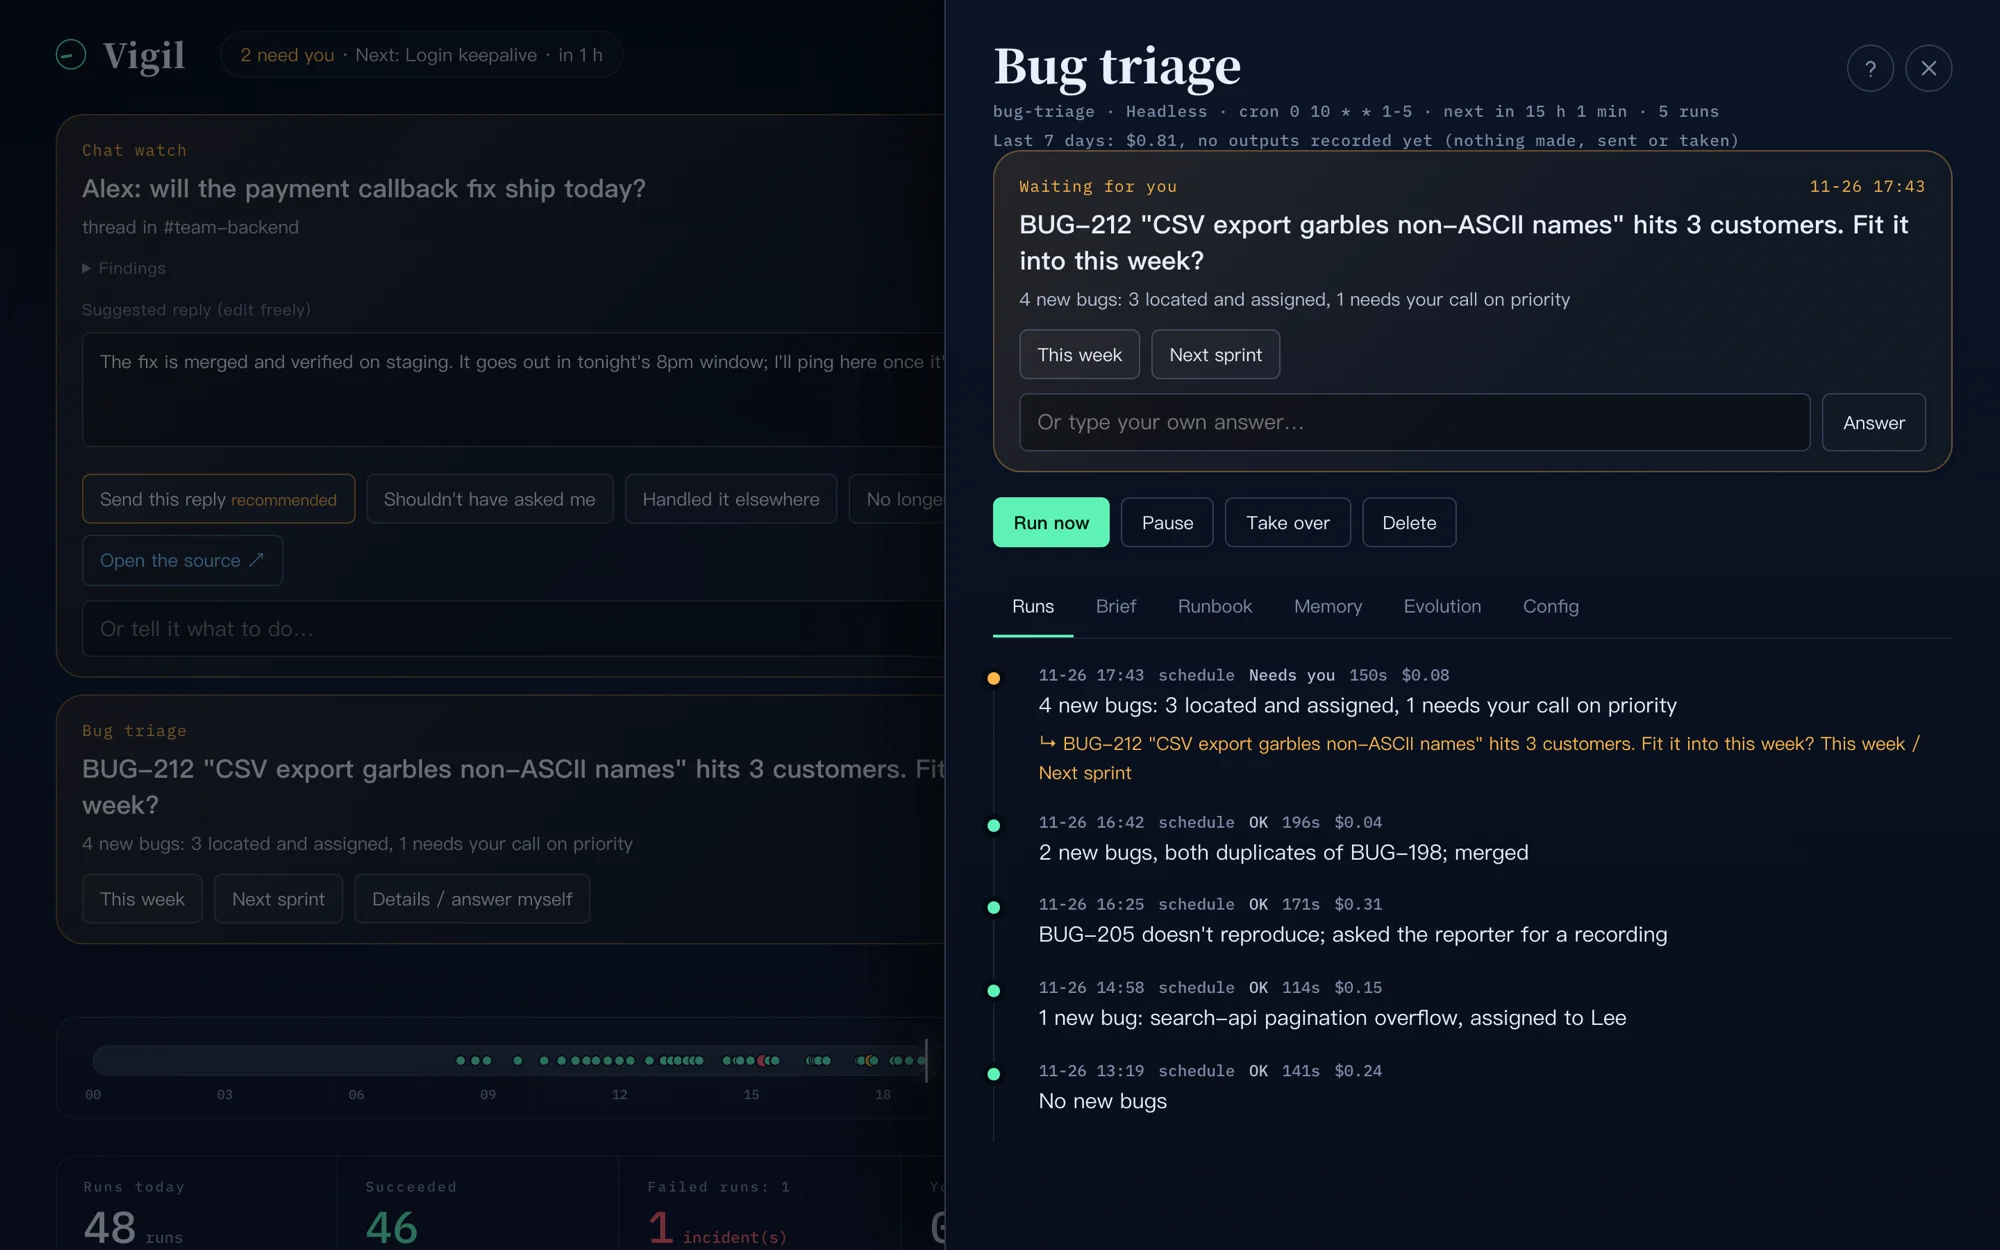 Vigil
2 need you · Next: Login keepalive · in 1 h
Chat watch
Alex: will the payment callback fix ship today?
thread in #team-backend
▶ Findings
Suggested reply (edit freely)
The fix is merged and verified on staging. It goes out in tonight's 8pm window; I'll ping here once it'
Send this reply recommended
Shouldn't have asked me
Handled it elsewhere
No longe
Open the source ↗
Or tell it what to do...
Bug triage
BUG-212 "CSV export garbles non-ASCII names" hits 3 customers. Fit
week?
4 new bugs: 3 located and assigned, 1 needs your call on priority
This week
Next sprint
Details / answer myself
00 03 06 09 12 15 18
Runs today
48 runs
Succeeded
46
Failed runs: 1
1 incident(s)
Bug triage
?
bug-triage · Headless · cron 0 10 * * 1-5 · next in 15 h 1 min · 5 runs
Last 7 days: $0.81, no outputs recorded yet (nothing made, sent or taken)
Waiting for you
11-26 17:43
BUG-212 "CSV export garbles non-ASCII names" hits 3 customers. Fit it
into this week?
4 new bugs: 3 located and assigned, 1 needs your call on priority
This week
Next sprint
Or type your own answer...
Answer
Run now
Pause
Take over
Delete
Runs
Brief
Runbook
Memory
Evolution
Config
11-26 17:43 schedule Needs you 150s $0.08
4 new bugs: 3 located and assigned, 1 needs your call on priority
↳ BUG-212 "CSV export garbles non-ASCII names" hits 3 customers. Fit it into this week? This week /
Next sprint
11-26 16:42 schedule OK 196s $0.04
2 new bugs, both duplicates of BUG-198; merged
11-26 16:25 schedule OK 171s $0.31
BUG-205 doesn't reproduce; asked the reporter for a recording
11-26 14:58 schedule OK 114s $0.15
1 new bug: search-api pagination overflow, assigned to Lee
11-26 13:19 schedule OK 141s $0.24
No new bugs